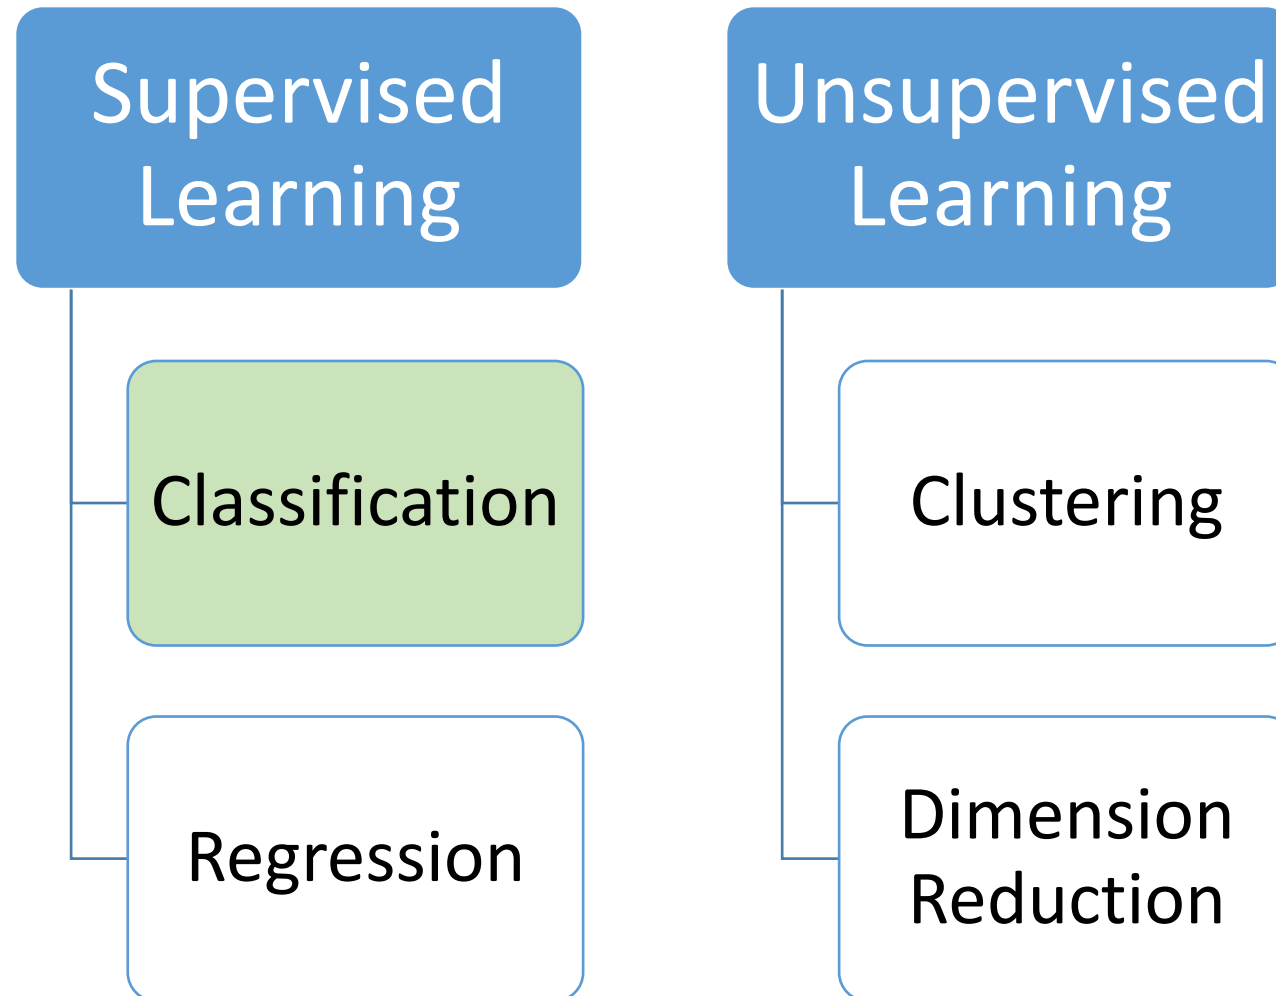 Supervised
Learning
Classification
Regression
Unsupervised
Learning
Clustering
Dimension
Reduction